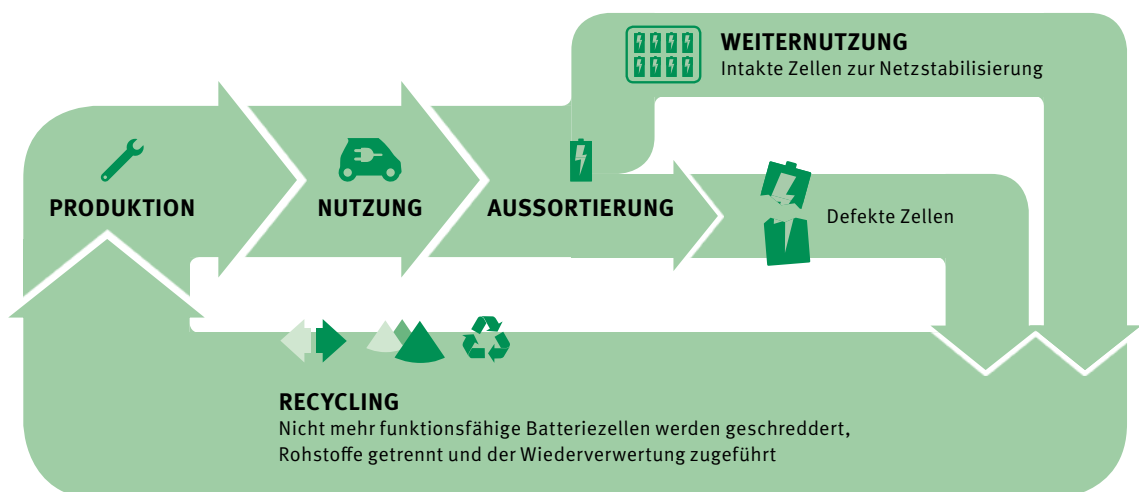 WEITERNUTZUNG
Intakte Zellen zur Netzstabilisierung
PRODUKTION
NUTZUNG
AUSSORTIERUNG
Defekte Zellen
RECYCLING
Nicht mehr funktionsfähige Batteriezellen werden geschreddert,
Rohstoffe getrennt und der Wiederverwertung zugeführt